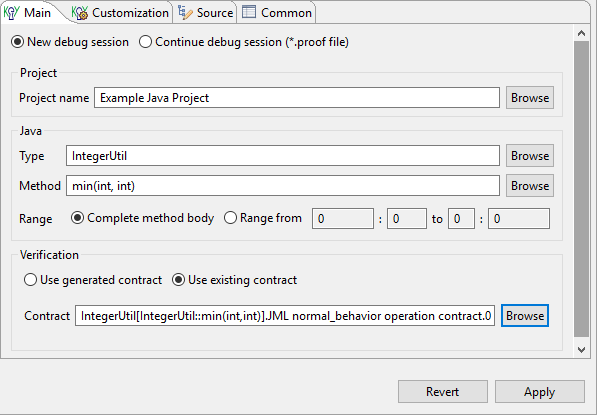 KeY Main KeY Customization Source Common
New debug session Continue debug session (*.proof file)
Project
Project name Example Java Project Browse
Java
Type IntegerUtil Browse
Method min(int, int) Browse
Range Complete method body Range from 0 : 0 to 0 : 0
Verification
Use generated contract Use existing contract
Contract IntegerUtil[IntegerUtil::min(int,int)].JML normal_behavior operation contract.0 Browse
Revert Apply